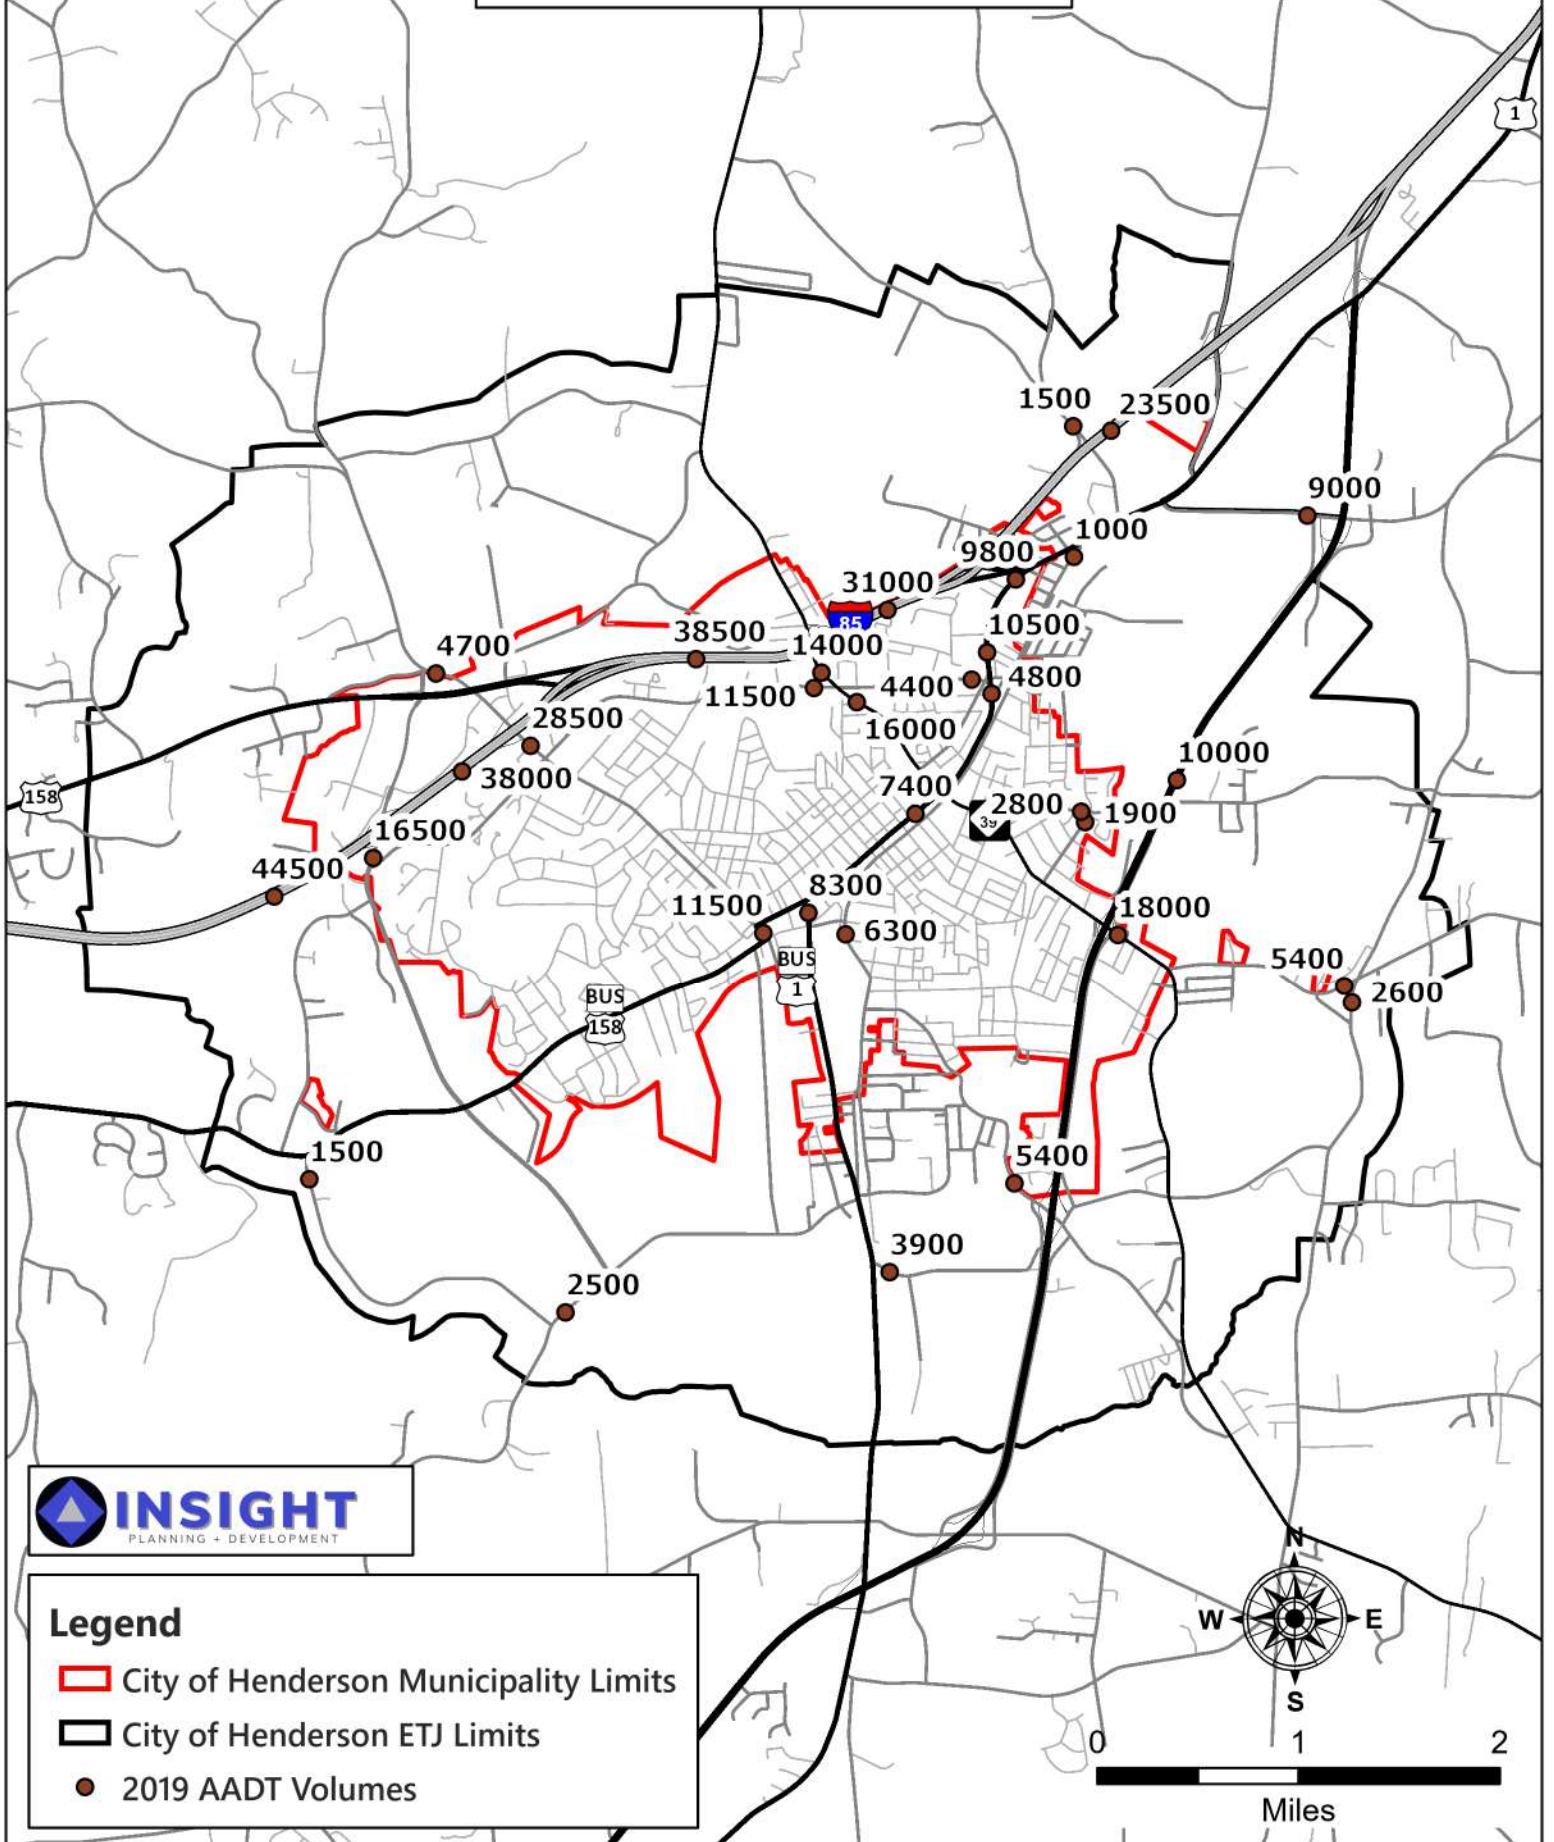 1
1500
23500
9000
1000
9800
31000
85
10500
38500
14000
4700
4400
4800
11500
28500
16000
10000
38000
7400
158
2800
1900
39
16500
44500
8300
11500
18000
6300
BUS
1
5400
2600
BUS
158
1500
5400
3900
2500
INSIGHT
PLANNING + DEVELOPMENT
Legend
City of Henderson Municipality Limits
City of Henderson ETJ Limits
2019 AADT Volumes
N
W
E
S
0 1 2
Miles